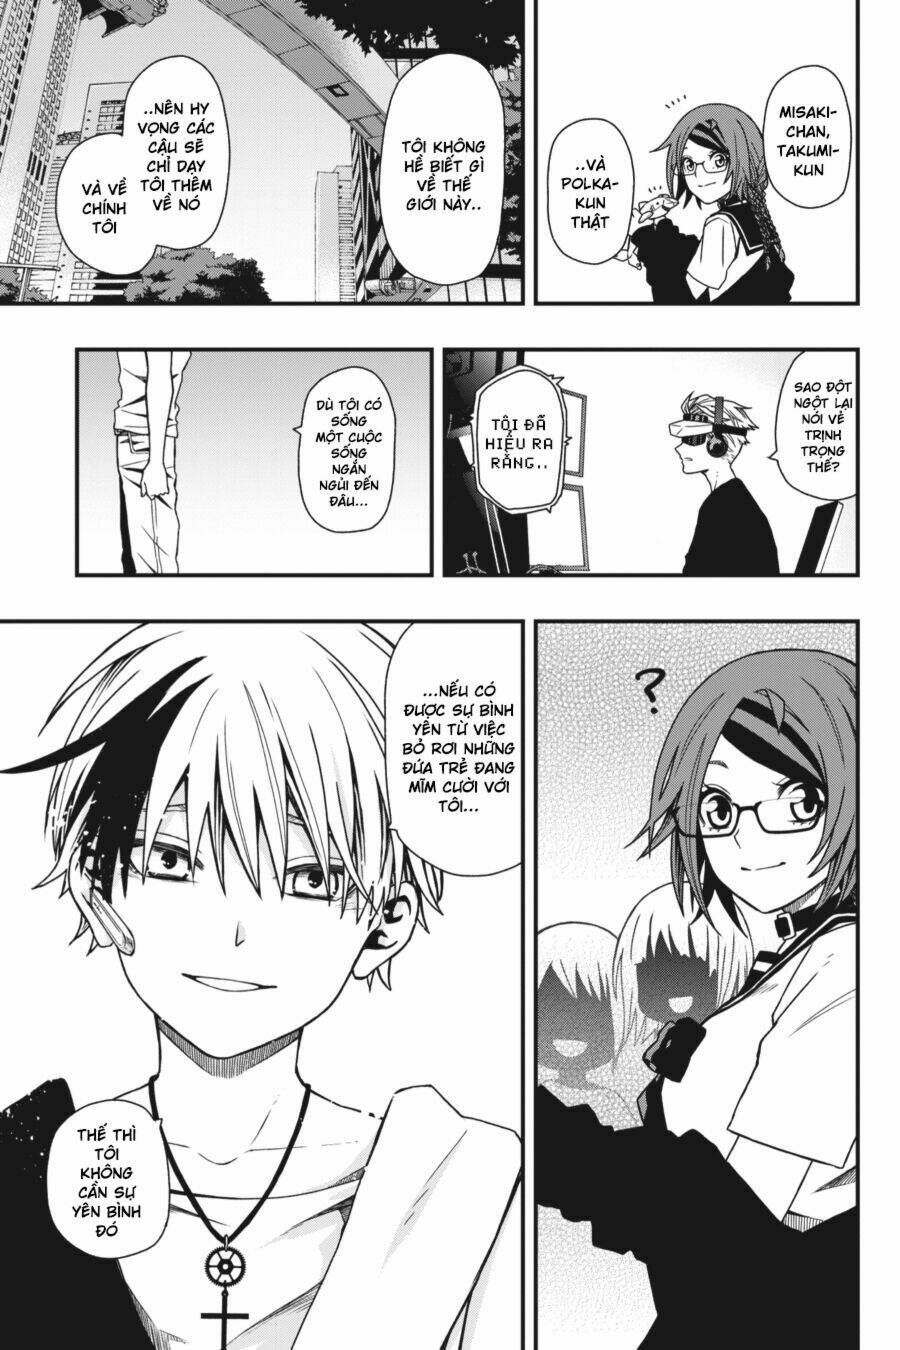 MISAKI-
CHAN,
TAKUMI-
KUN
..VÀ
POLKA-
KUN
THẬT
TÔI KHÔNG
HỀ BIẾT GÌ
VỀ THẾ
GIỚI NÀY..
..NÊN HY
VỌNG CÁC
CẬU SẼ
CHỈ DẠY
TÔI THÊM
VỀ NÓ
VÀ VỀ
CHÍNH
TÔI
SAO ĐỘT
NGỘT LẠI
NÓI VẺ
TRỊNH
TRỌNG
THẾ?
TÔI ĐÃ
HIỂU RA
RẰNG..
DÙ TÔI CÓ
SỐNG
MỘT CUỘC
SỐNG
NGẮN
NGỦI ĐẾN
ĐÂU...
?
...NẾU CÓ
ĐƯỢC SỰ BÌNH
YÊN TỪ VIỆC
BỎ RƠI NHỮNG
ĐỨA TRẺ ĐANG
MĨM CƯỜI VỚI
TÔI...
THẾ THÌ
TÔI
KHÔNG
CẦN SỰ
YÊN BÌNH
ĐÓ